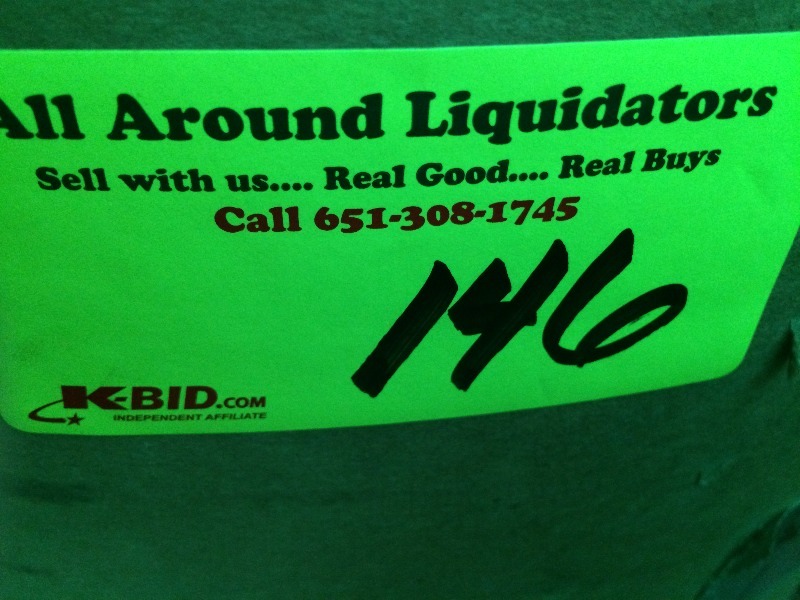 All Around Liquidators
Sell with us.... Real Good.... Real Buys
Call 651-308-1745
146
K-BID.COM
INDEPENDENT AFFILIATE